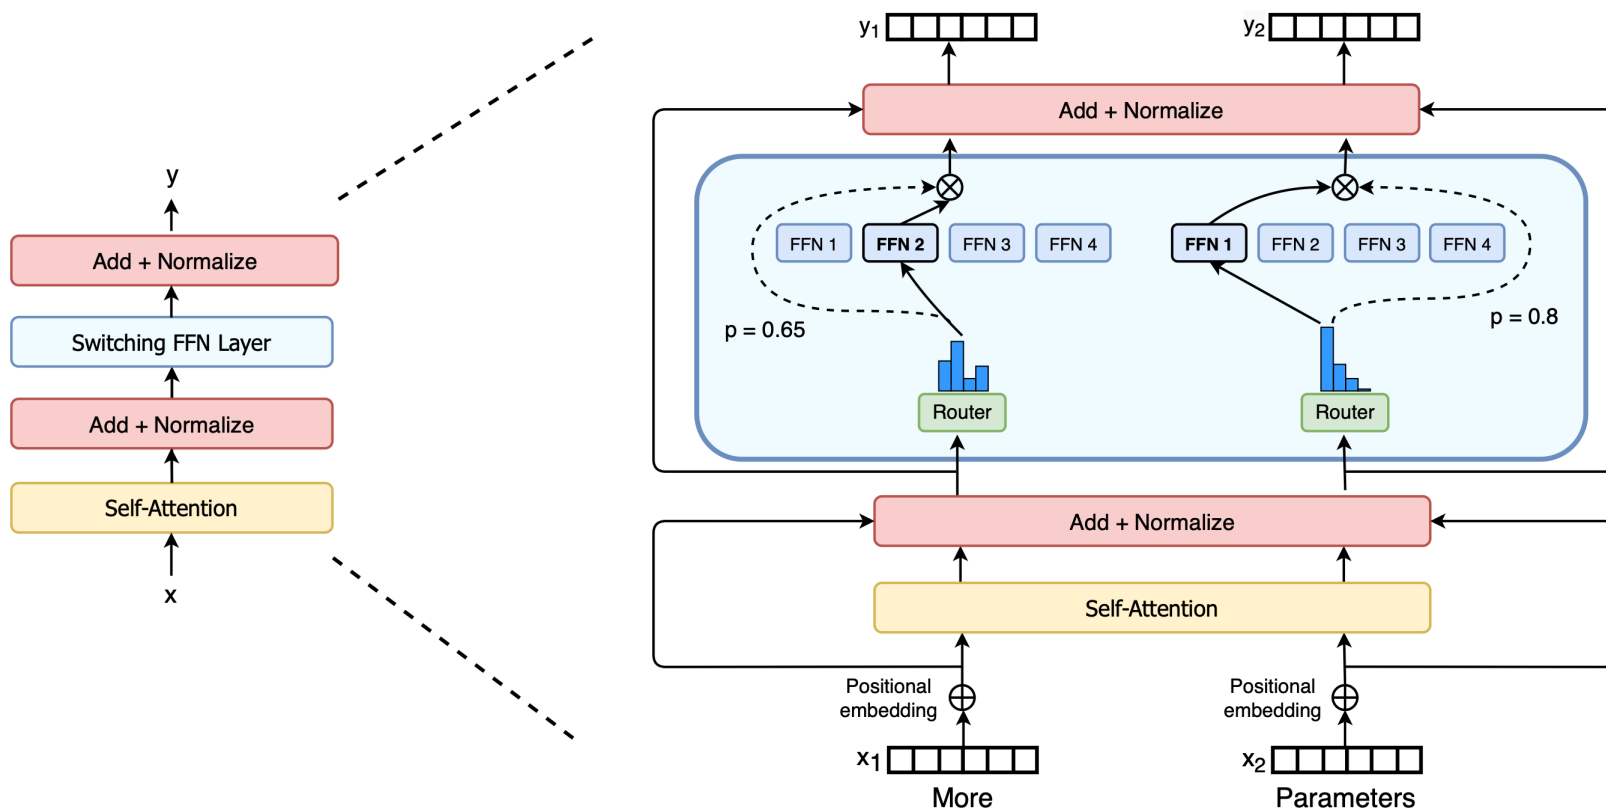 y
Add + Normalize
Switching FFN Layer
Add + Normalize
Self-Attention
x
y1
y2
Add + Normalize
FFN 1
FFN 2
FFN 3
FFN 4
FFN 1
FFN 2
FFN 3
FFN 4
p = 0.65
p = 0.8
Router
Router
Add + Normalize
Self-Attention
Positional
embedding
Positional
embedding
x1
x2
More
Parameters